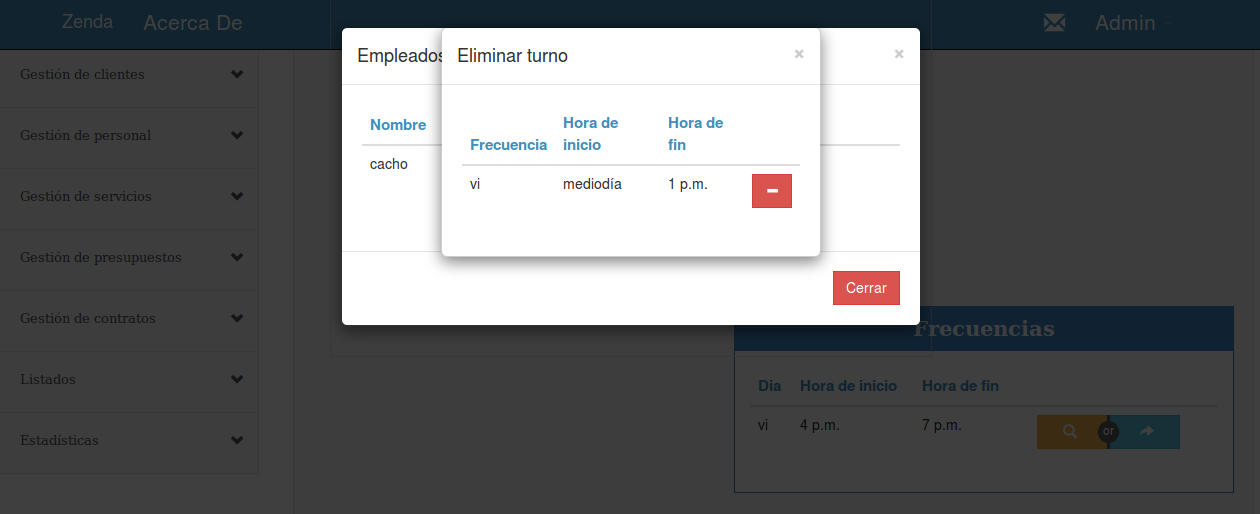 Zenda Acerca De Admin
Gestión de clientes
Gestión de personal
Gestión de servicios
Gestión de presupuestos
Gestión de contratos
Listados
Estadísticas
Empleados
Nombre
cacho
Cerrar
Eliminar turno ×
×
Frecuencia Hora de inicio Hora de fin
vi mediodía 1 p.m.
Frecuencias
Dia Hora de inicio Hora de fin
vi 4 p.m. 7 p.m. or